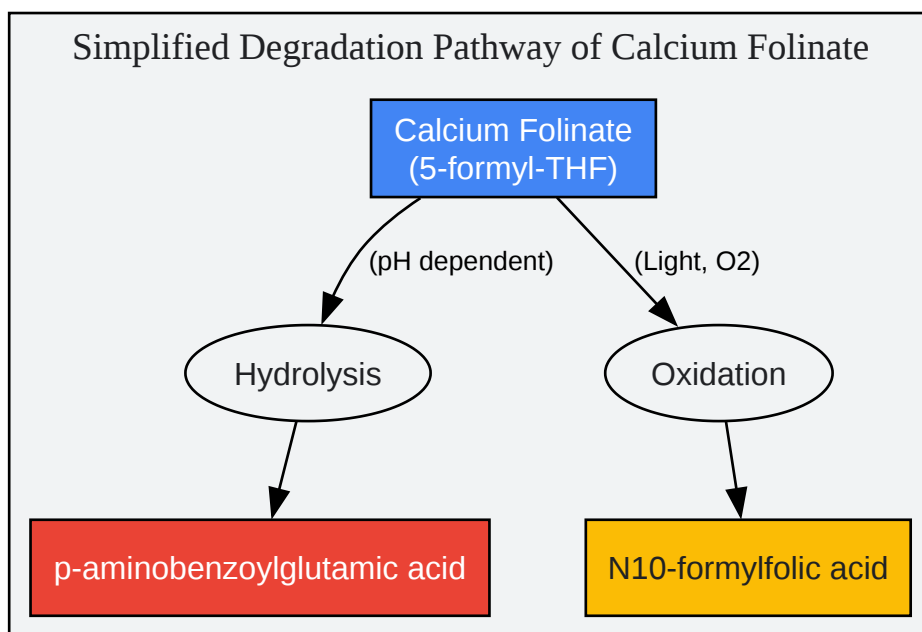 Simplified Degradation Pathway of Calcium Folinate
Calcium Folinate
(5-formyl-THF)
(pH dependent)
(Light, O2)
Hydrolysis
Oxidation
p-aminobenzoylglutamic acid
N10-formylfolic acid